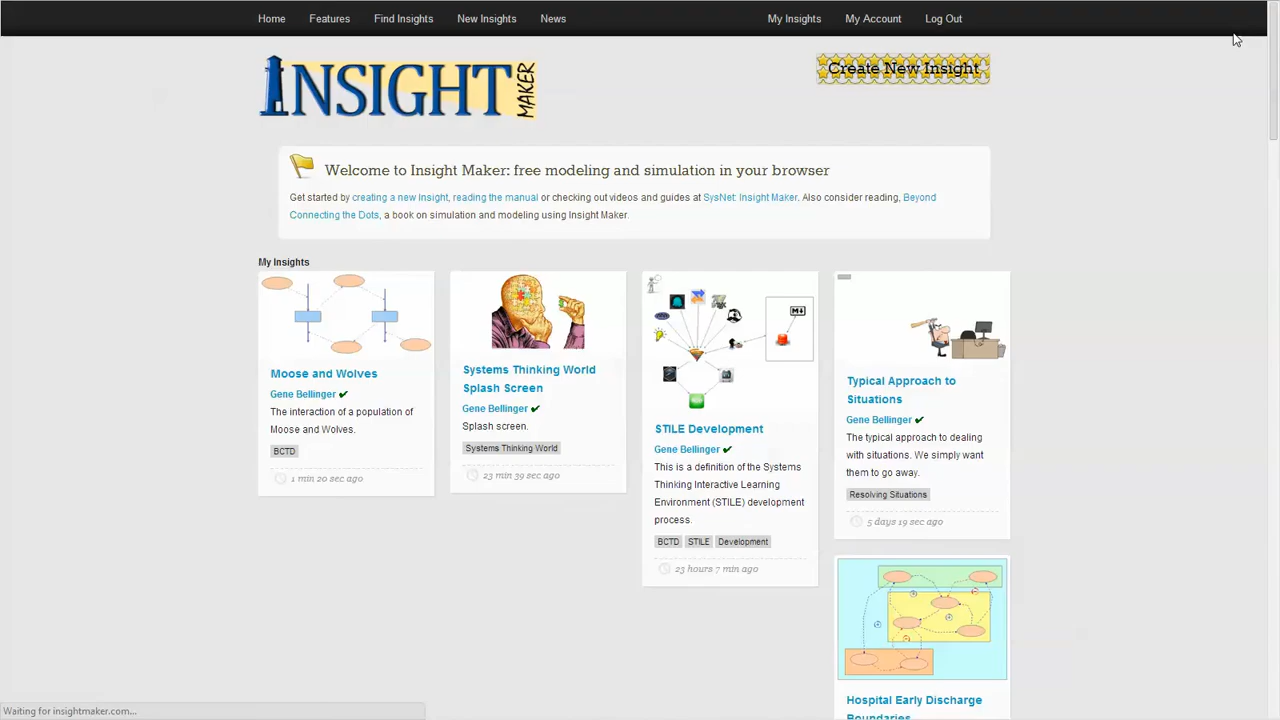 Home Features Find Insights New Insights News My Insights My Account Log Out
INSIGHT MAKER
Create New Insight
Welcome to Insight Maker: free modeling and simulation in your browser
Get started by creating a new Insight, reading the manual or checking out videos and guides at SysNet: Insight Maker. Also consider reading, Beyond
Connecting the Dots, a book on simulation and modeling using Insight Maker.
My Insights
Moose and Wolves
Gene Bellinger ✔
The interaction of a population of
Moose and Wolves.
BCTD
1 min 20 sec ago
Systems Thinking World
Splash Screen
Gene Bellinger ✔
Splash screen.
Systems Thinking World
23 min 39 sec ago
STILE Development
Gene Bellinger ✔
This is a definition of the Systems
Thinking Interactive Learning
Environment (STILE) development
process.
BCTD STILE Development
23 hours 7 min ago
Typical Approach to
Situations
Gene Bellinger ✔
The typical approach to dealing
with situations. We simply want
them to go away.
Resolving Situations
5 days 19 sec ago
Hospital Early Discharge
Boundaries
Waiting for insightmaker.com...